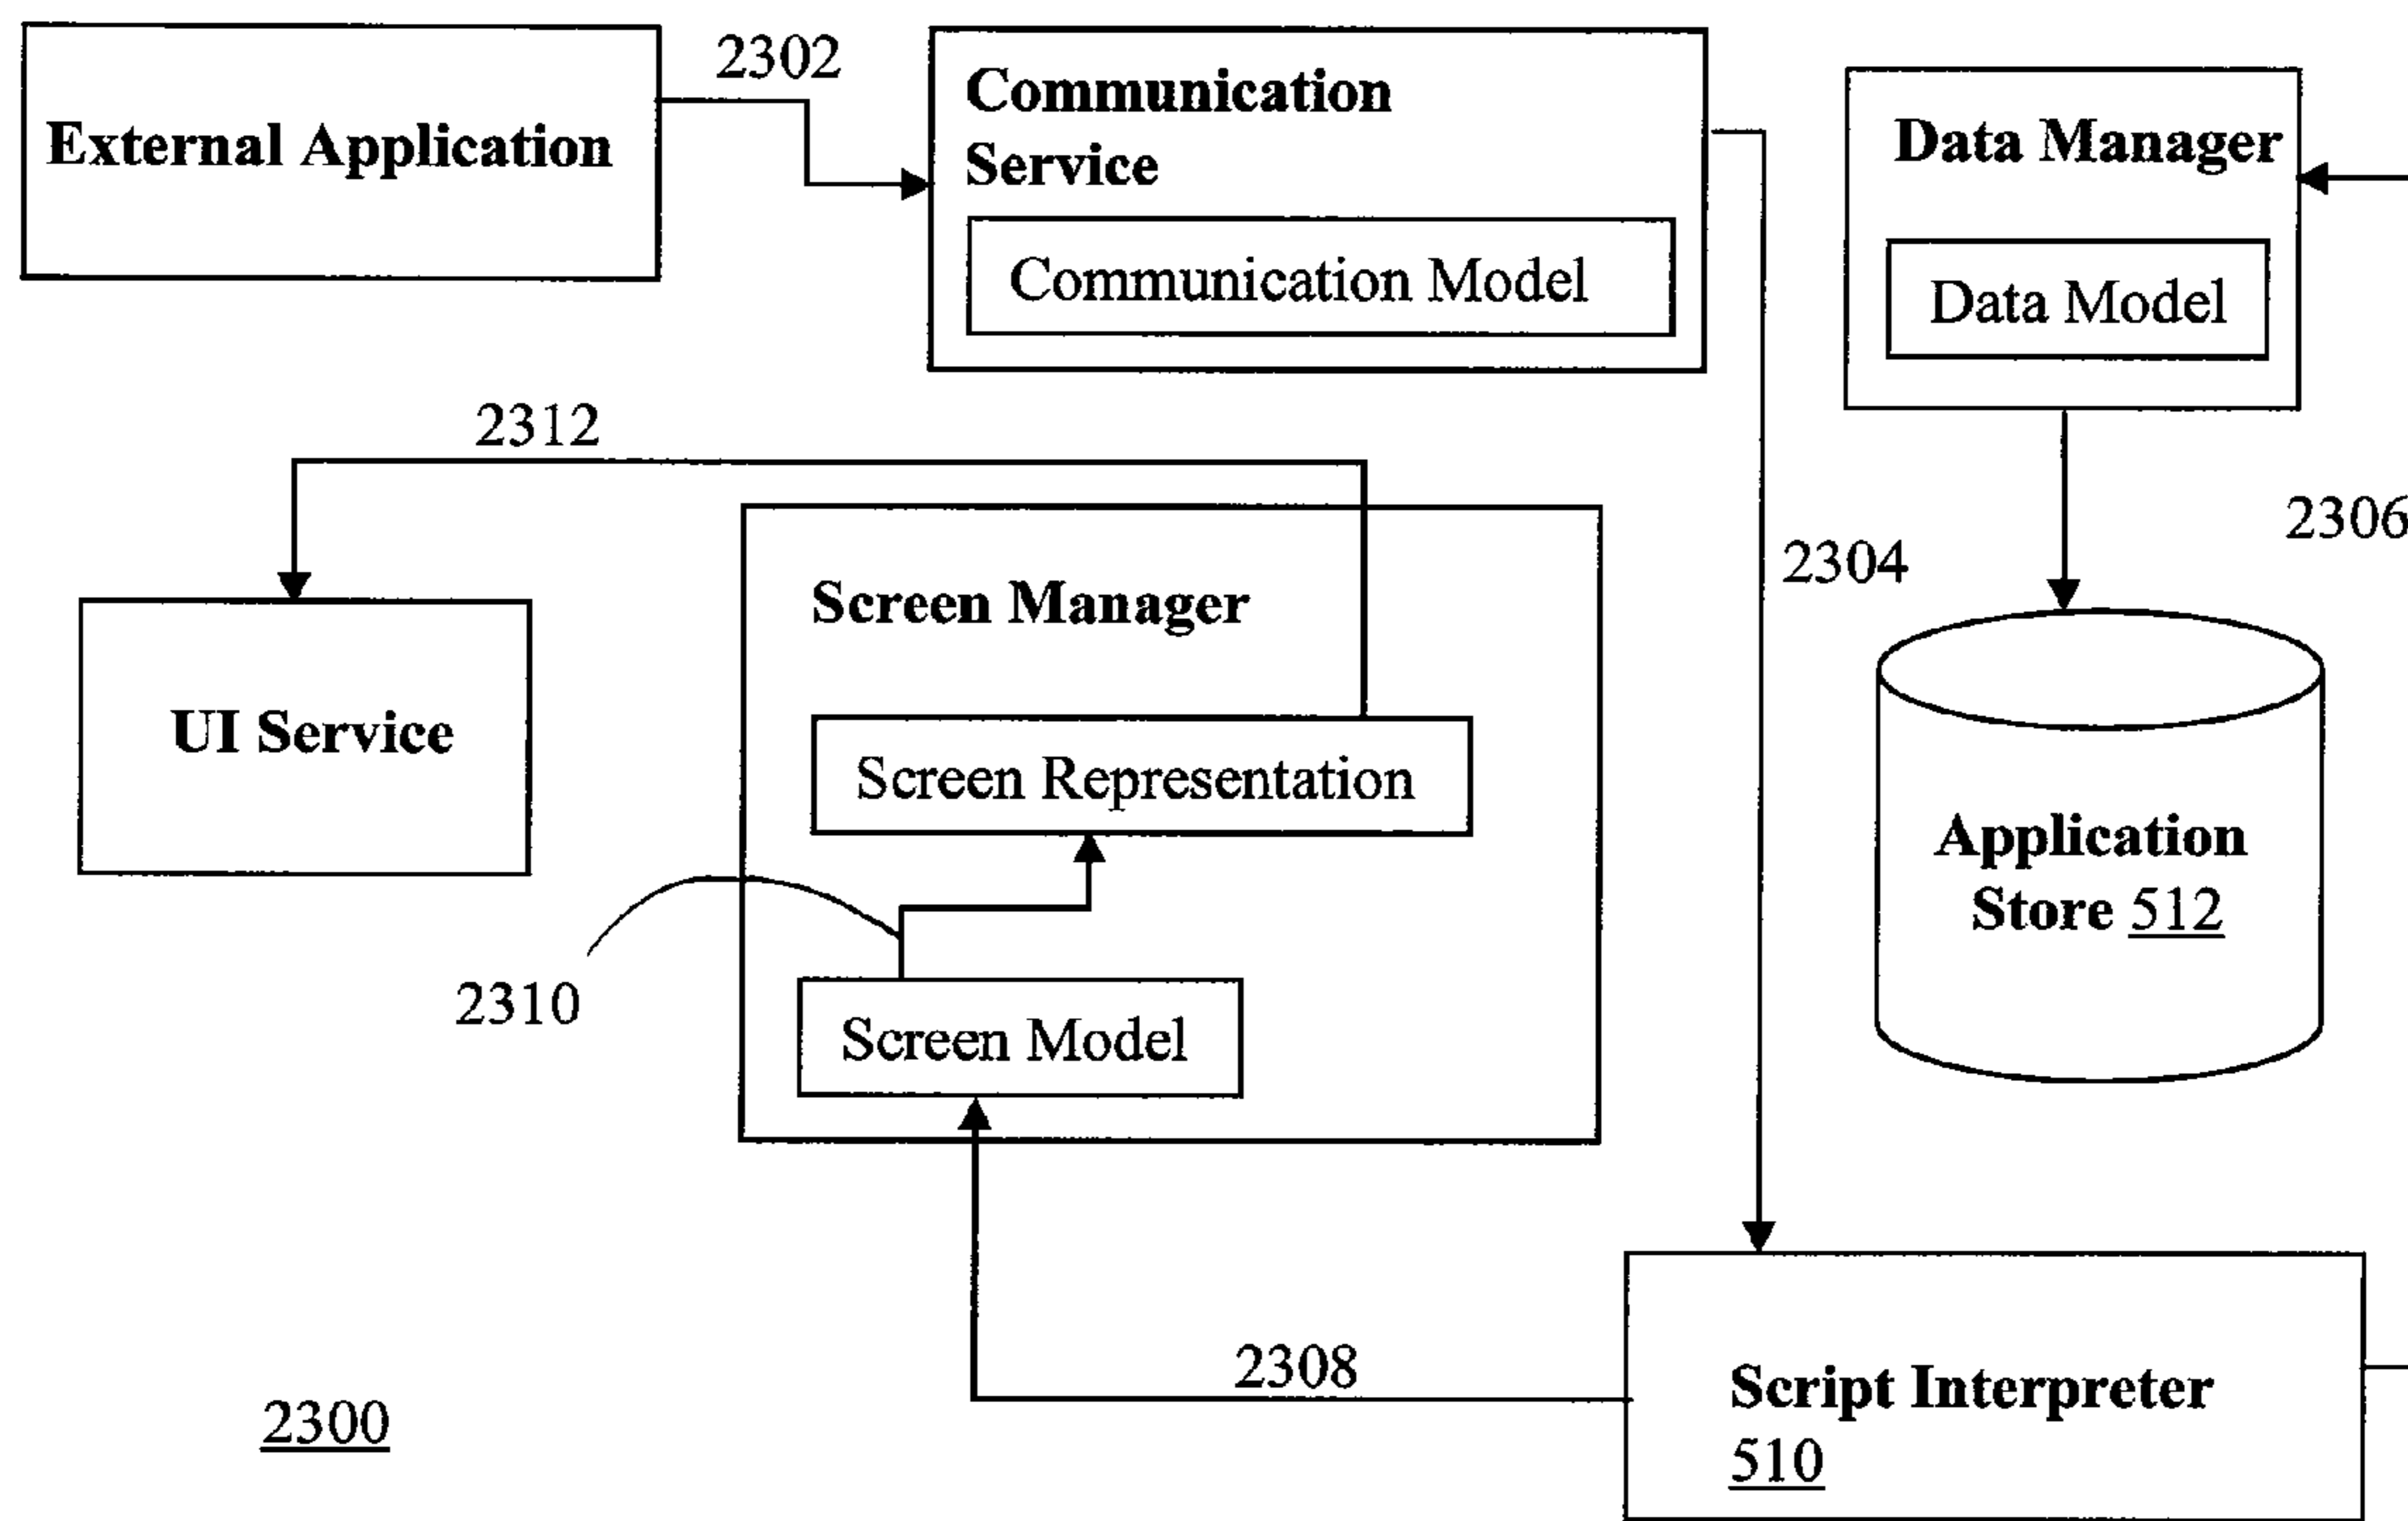 External Application
2302
Communication
Service
Communication Model
Data Manager
Data Model
2312
2306
2304
Screen Manager
UI Service
Screen Representation
Application
Store 512
2310
Screen Model
2308
Script Interpreter
510
2300